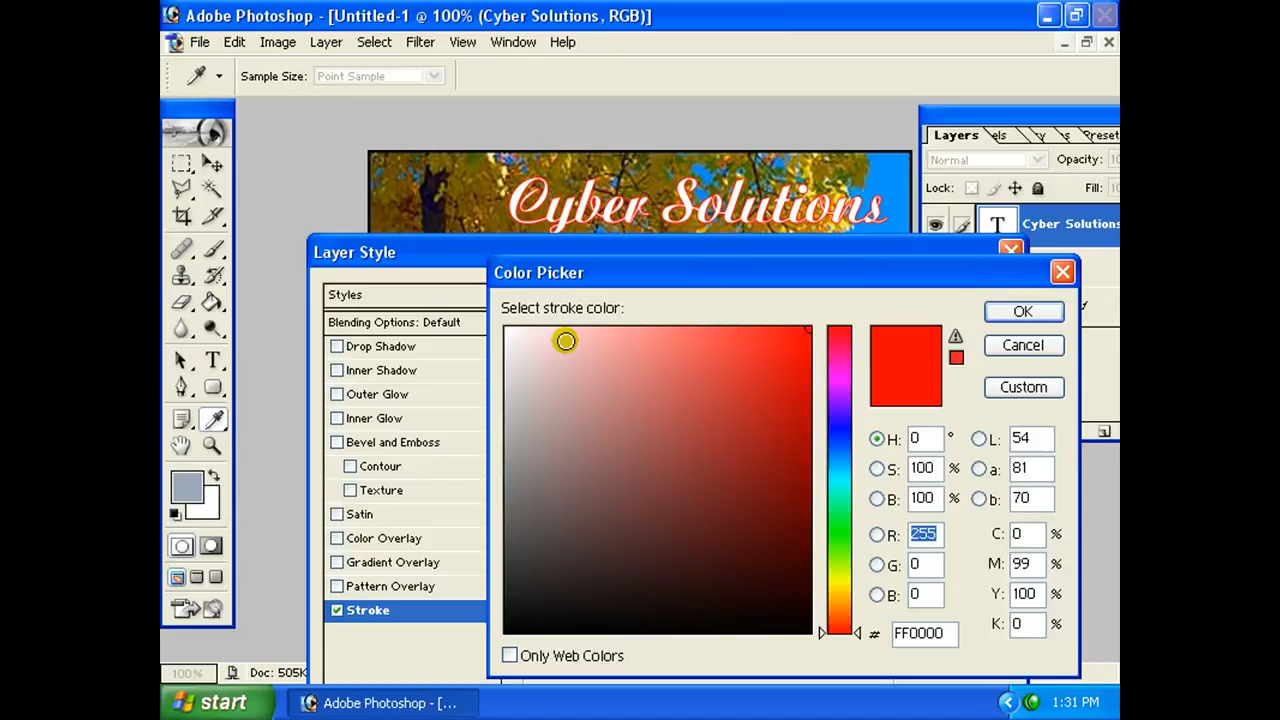 Adobe Photoshop - [Untitled-1 @ 100% (Cyber Solutions, RGB)]
File Edit Image Layer Select Filter View Window Help
Sample Size: Point Sample
Layers els y s Preset
Normal Opacity: 10
Lock: Fill: 10
Cyber Solutions
T Cyber Solutions
Layer Style
Color Picker
Styles
Select stroke color:
OK
Blending Options: Default
Cancel
Drop Shadow
Inner Shadow
Custom
Outer Glow
Inner Glow
H: 0 ° L: 54
Bevel and Emboss
Contour
S: 100 % a: 81
Texture
B: 100 % b: 70
Satin
R: 255 C: 0 %
Color Overlay
Gradient Overlay
G: 0 M: 99 %
Pattern Overlay
B: 0 Y: 100 %
Stroke
K: 0 %
# FF0000
Only Web Colors
100% Doc: 505K
start Adobe Photoshop - [... 1:31 PM